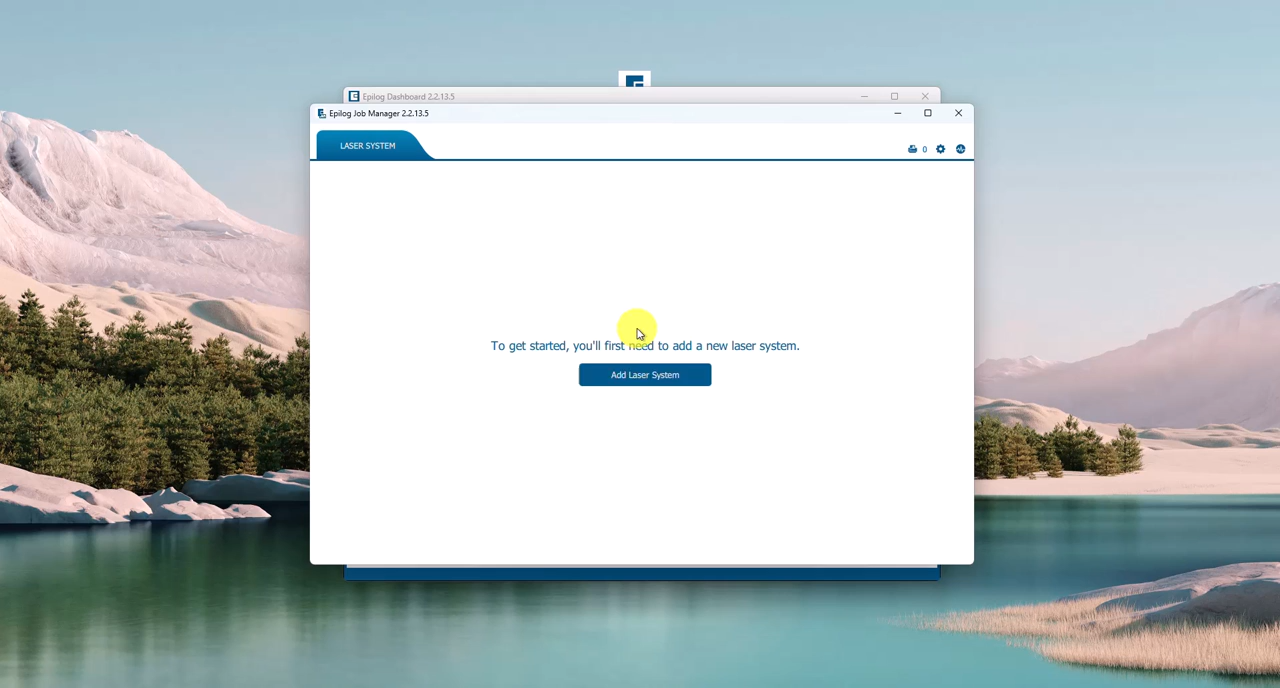 Epilog Dashboard 2.2.13.5
Epilog Job Manager 2.2.13.5
LASER SYSTEM
0
To get started, you'll first need to add a new laser system.
Add Laser System